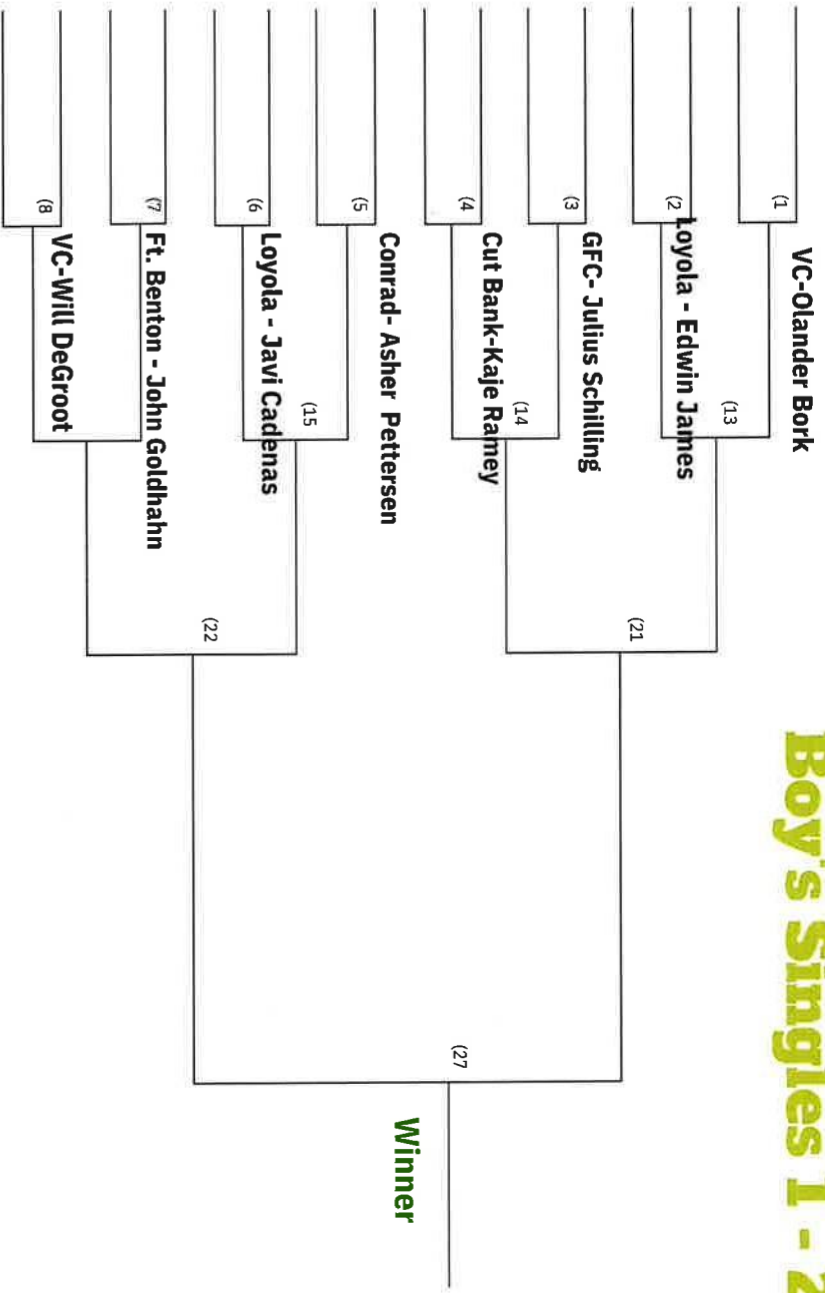 Boy's Singles 1 - 2
(1
VC-Olander Bork
(13
(2
Loyola - Edwin James
(21
(3
GFC- Julius Schilling
(14
(4
Cut Bank-Kaje Ramey
(27
Winner
(5
Conrad- Asher Pettersen
(15
(6
Loyola - Javi Cadenas
(22
(7
Ft. Benton - John Goldhahn
(8
VC-Will DeGroot